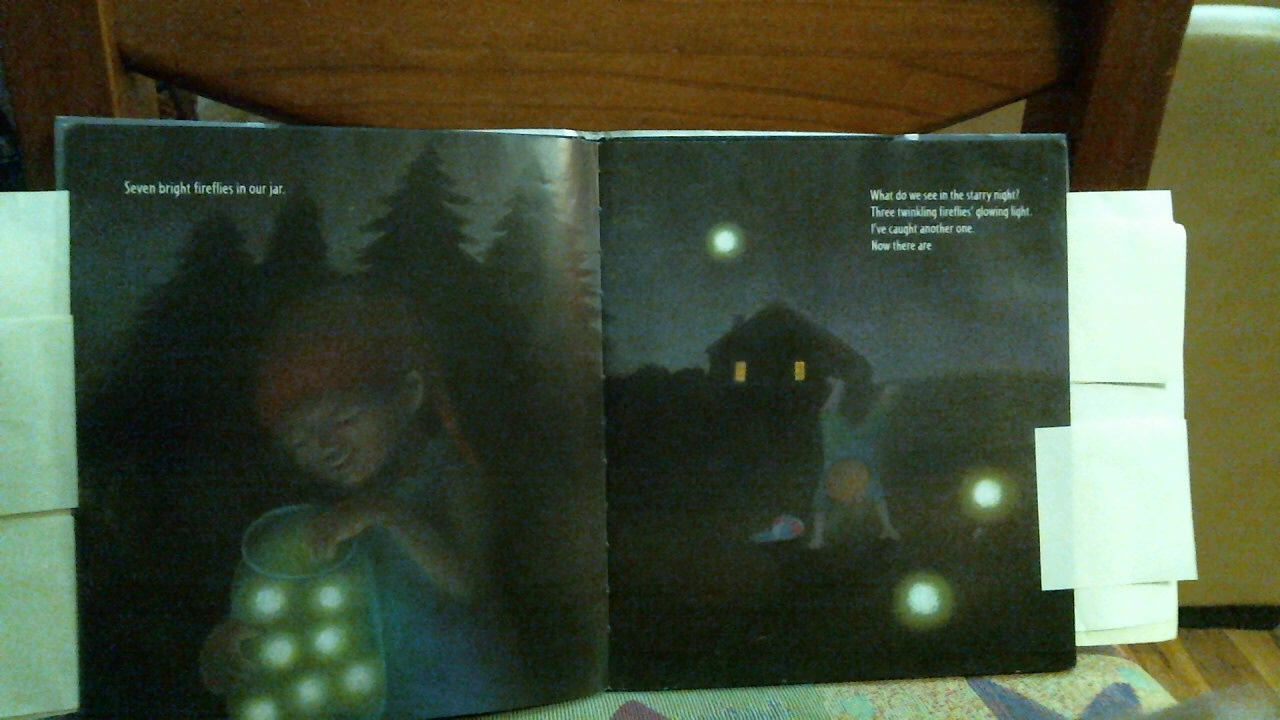 Seven bright fireflies in our jar.
What do we see in the starry night?
Three twinkling fireflies' glowing light.
I've caught another one.
Now there are